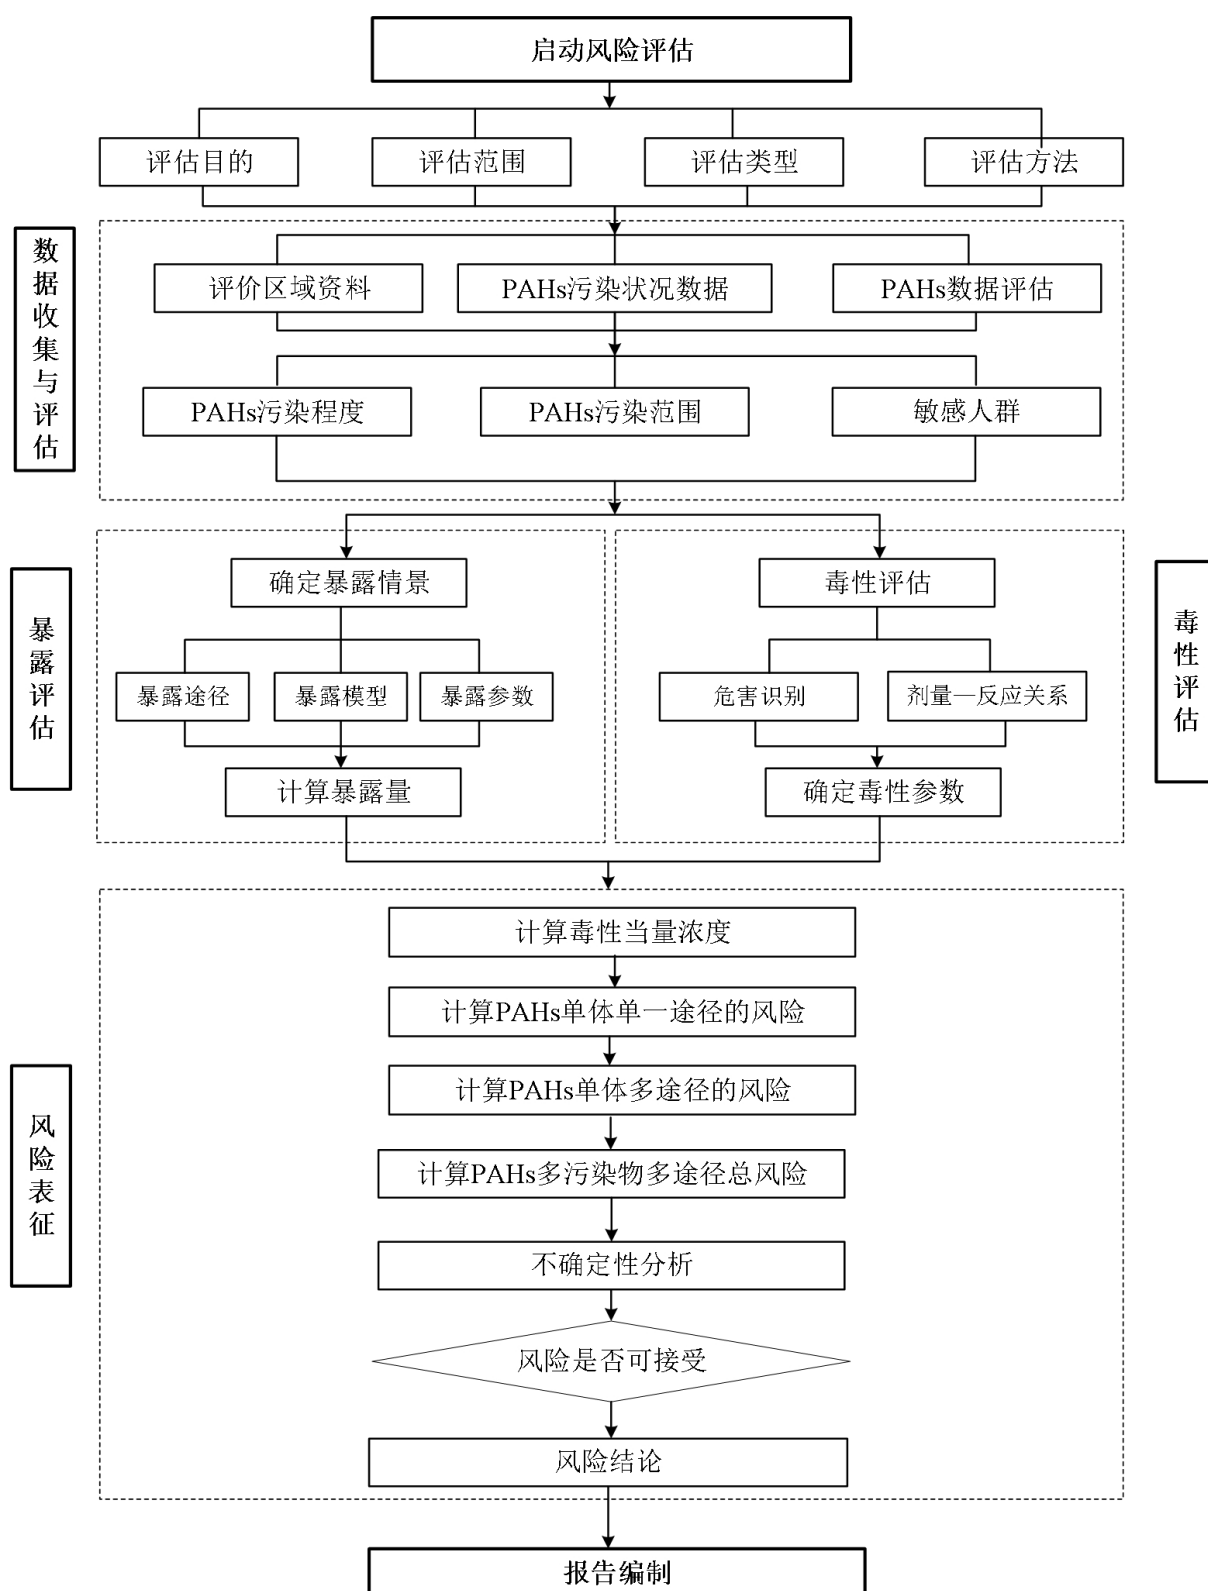 启动风险评估
评估目的
评估范围
评估类型
评估方法
数据收集与评估
评价区域资料
PAHs污染状况数据
PAHs数据评估
PAHs污染程度
PAHs污染范围
敏感人群
暴露评估
确定暴露情景
暴露途径
暴露模型
暴露参数
计算暴露量
毒性评估
毒性评估
危害识别
剂量—反应关系
确定毒性参数
风险表征
计算毒性当量浓度
计算PAHs单体单一途径的风险
计算PAHs单体多途径的风险
计算PAHs多污染物多途径总风险
不确定性分析
风险是否可接受
风险结论
报告编制